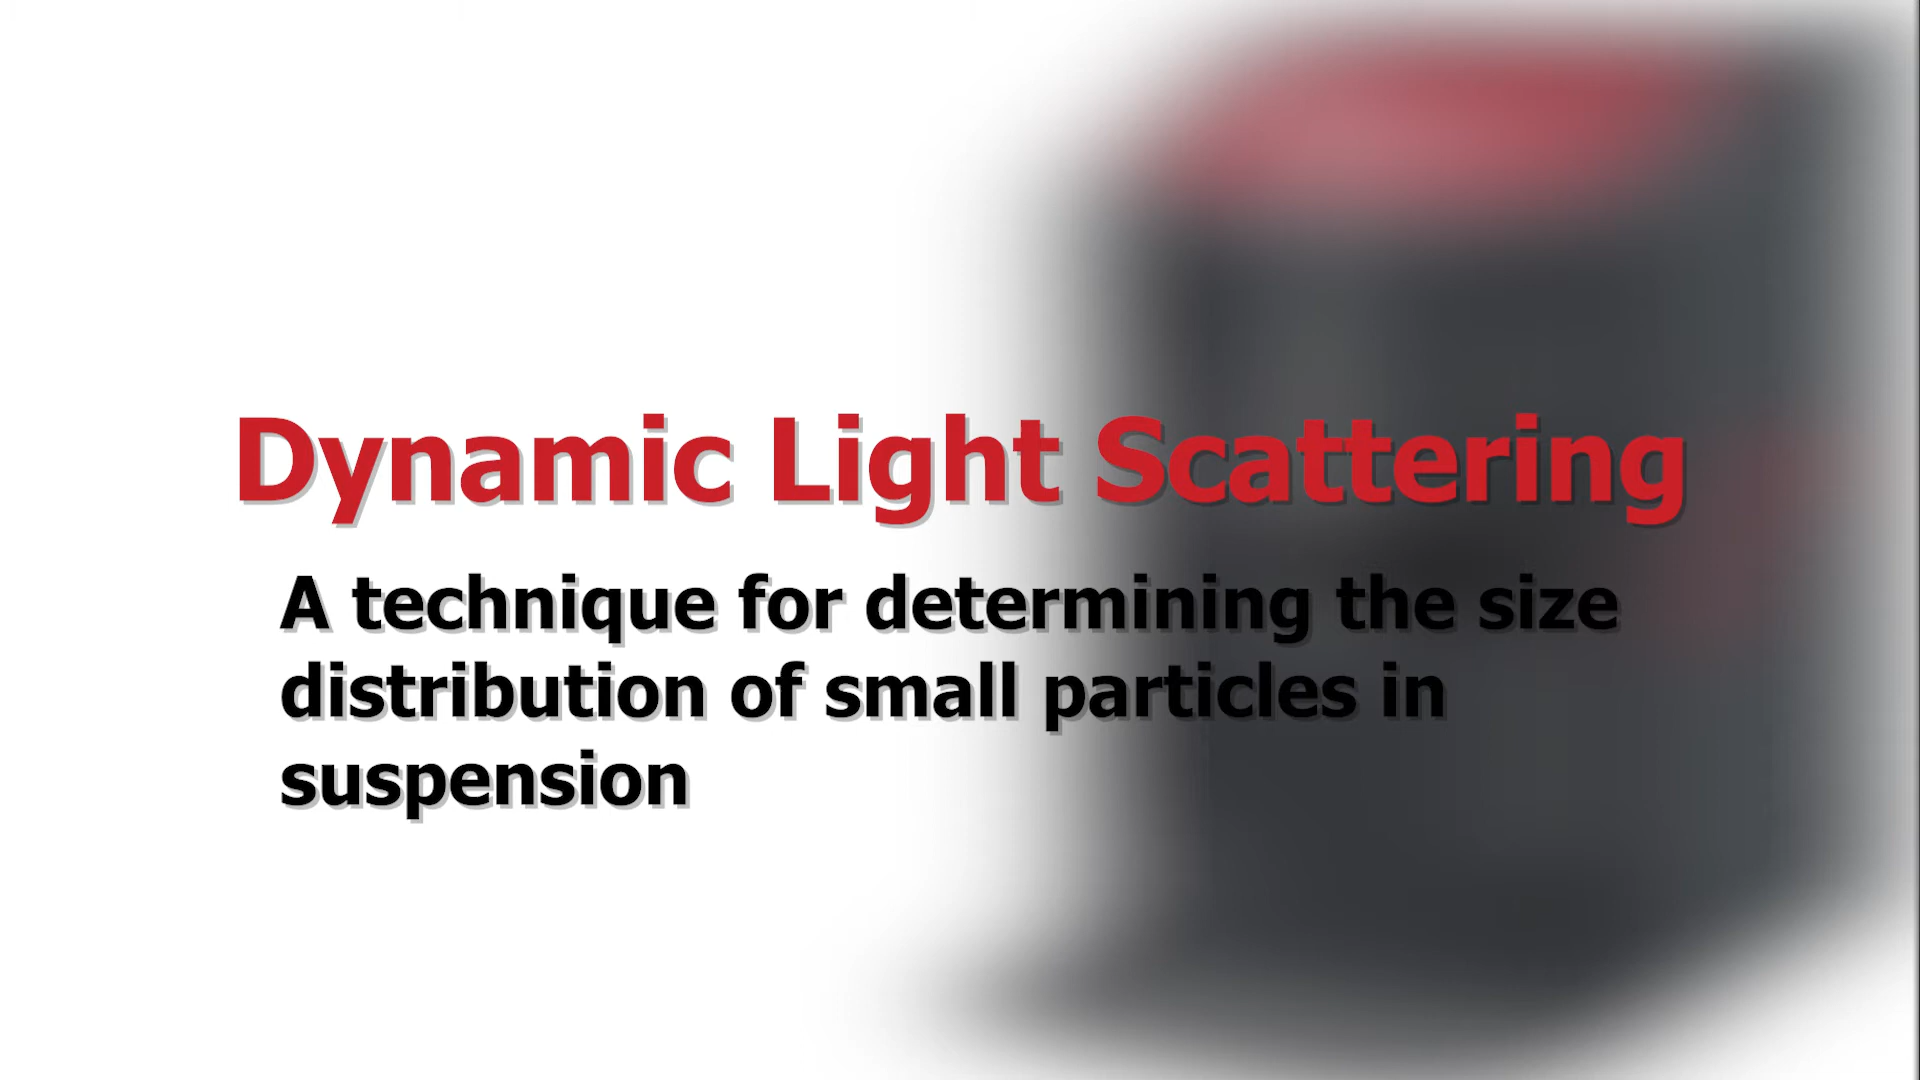 Dynamic Light Scattering
A technique for determining the size
distribution of small particles in
suspension